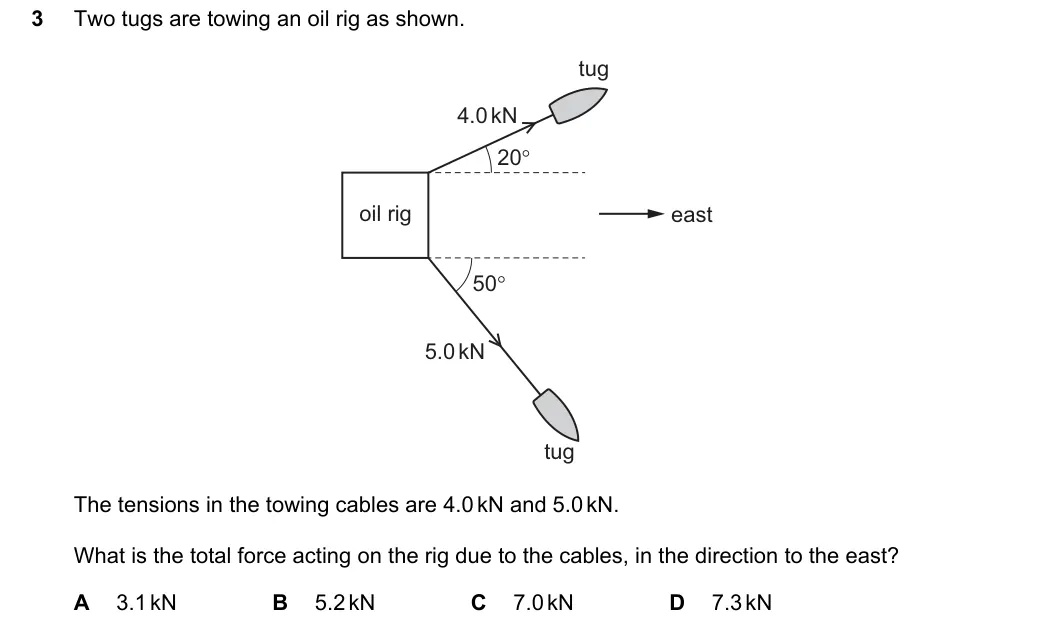 3 Two tugs are towing an oil rig as shown.
tug
4.0 kN
20°
oil rig
east
50°
5.0 kN
tug
The tensions in the towing cables are 4.0 kN and 5.0 kN.
What is the total force acting on the rig due to the cables, in the direction to the east?
A 3.1 kN B 5.2 kN C 7.0 kN D 7.3 kN